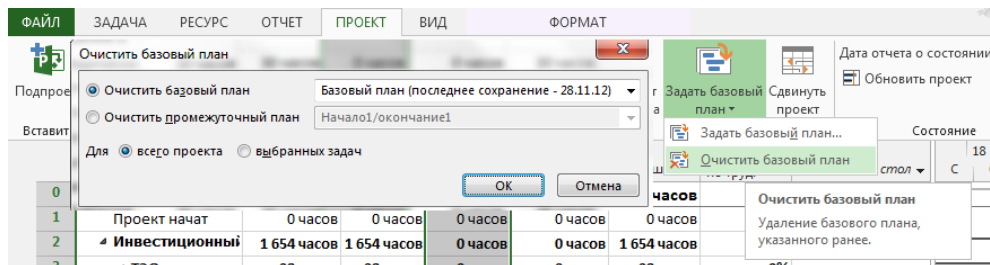 ФАЙЛ ЗАДАЧА РЕСУРС ОТЧЕТ ПРОЕКТ ВИД ФОРМАТ
Очистить базовый план
Дата отчета о состоянии
Обновить проект
Подпрое
Очистить базовый план Базовый план (последнее сохранение - 28.11.12)
Задать базовый план
Сдвинуть проект
Очистить промежуточный план Начало1/окончание1
Вставит
Состояние
Задать базовый план...
Для всего проекта выбранных задач
Очистить базовый план
стол
18
С
ОК Отмена
0 часов
Очистить базовый план
1 Проект начат 0 часов 0 часов 0 часов 0 часов 0 часов
Удаление базового плана,
указанного ранее.
2 Инвестиционный 1 654 часов 1 654 часов 0 часов 0 часов 1 654 часов